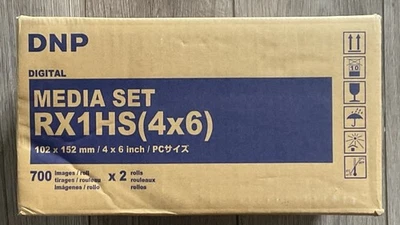 DNP
DIGITAL
MEDIA SET
RX1HS(4x6)
102 x 152 mm / 4 x 6 inch / PCサイズ
700 images / roll
tirages / rouleau
imágenes / rollo
x 2 rolls
rouleaux
rollos
10